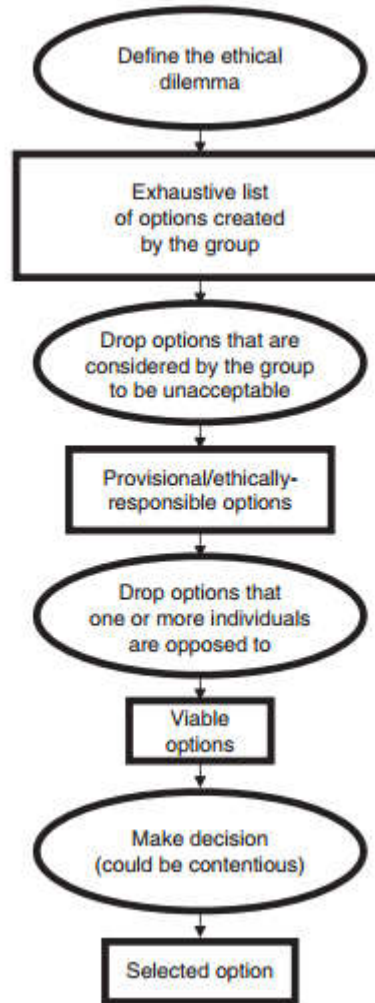 Define the ethical
dilemma
Exhaustive list
of options created
by the group
Drop options that are
considered by the group
to be unacceptable
Provisional/ethically-
responsible options
Drop options that
one or more individuals
are opposed to
Viable
options
Make decision
(could be contentious)
Selected option